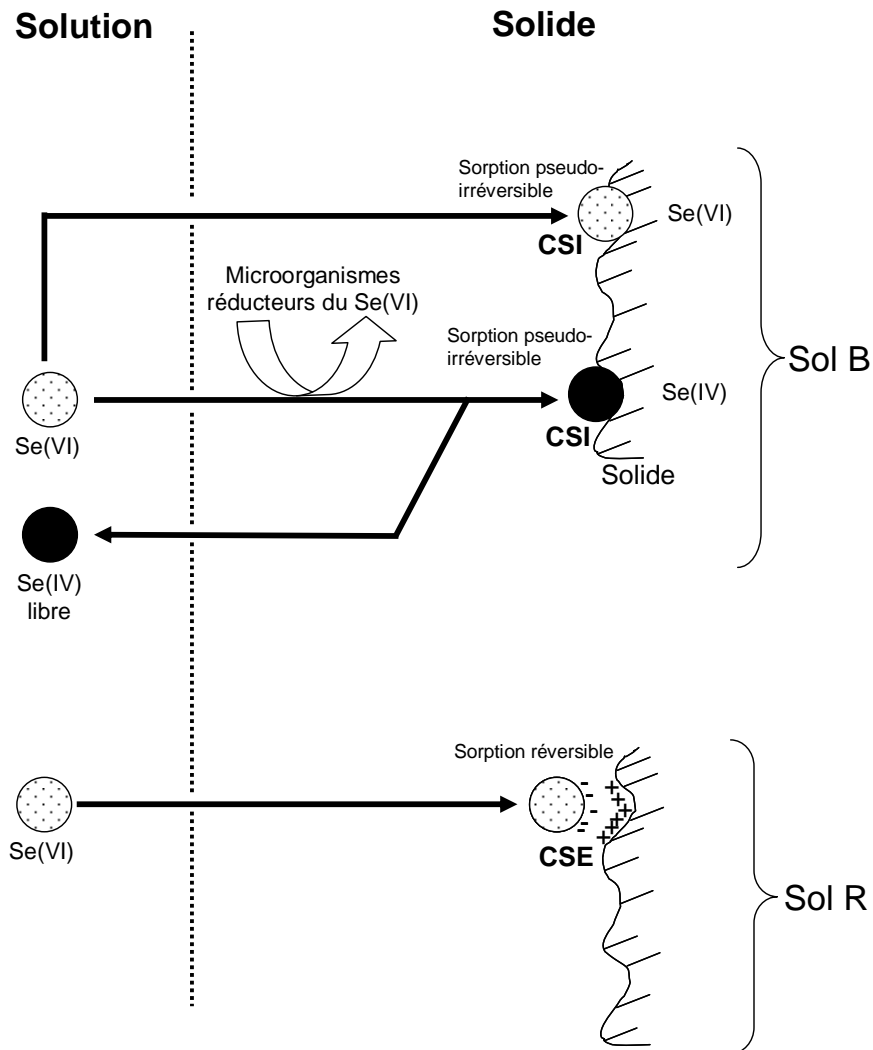 Solution
Solide
Sorption pseudo-
irréversible
Se(VI)
CSI
Microorganismes
réducteurs du Se(VI)
Sorption pseudo-
irréversible
Sol B
Se(IV)
Se(VI)
CSI
Solide
Se(IV)
libre
Sorption réversible
- - - - -
+ + + + + +
Se(VI)
CSE
Sol R